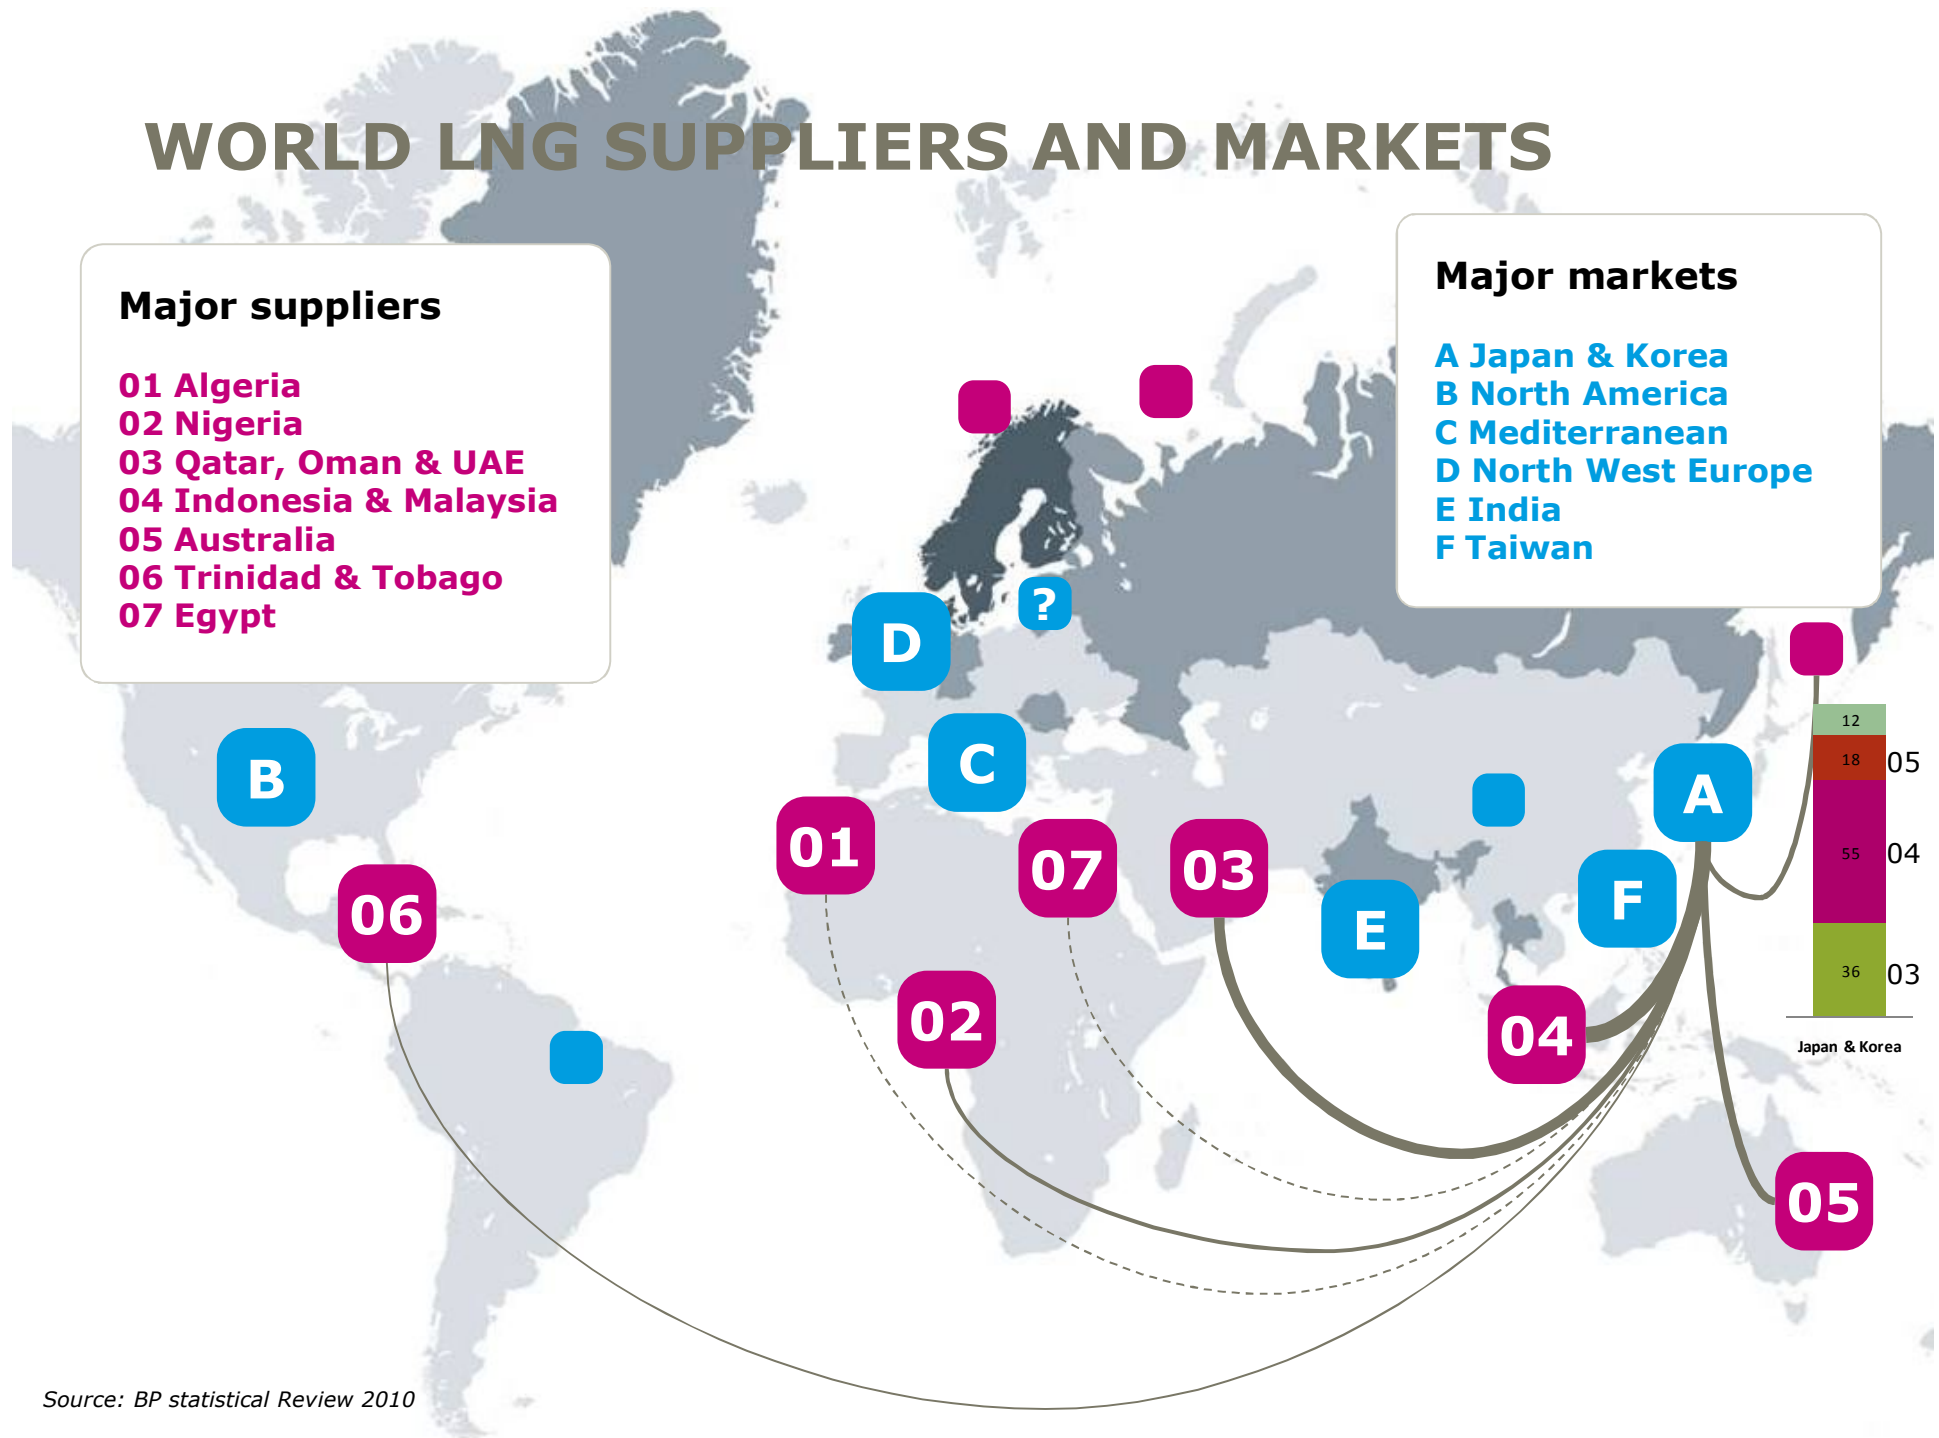 WORLD LNG SUPPLIERS AND MARKETS
Major suppliers
01 Algeria
02 Nigeria
03 Qatar, Oman & UAE
04 Indonesia & Malaysia
05 Australia
06 Trinidad & Tobago
07 Egypt
Major markets
A Japan & Korea
B North America
C Mediterranean
D North West Europe
E India
F Taiwan
?
D
B
C
A
01
07
03
F
E
06
02
04
05
12
18 05
55 04
36 03
Japan & Korea
Source: BP statistical Review 2010